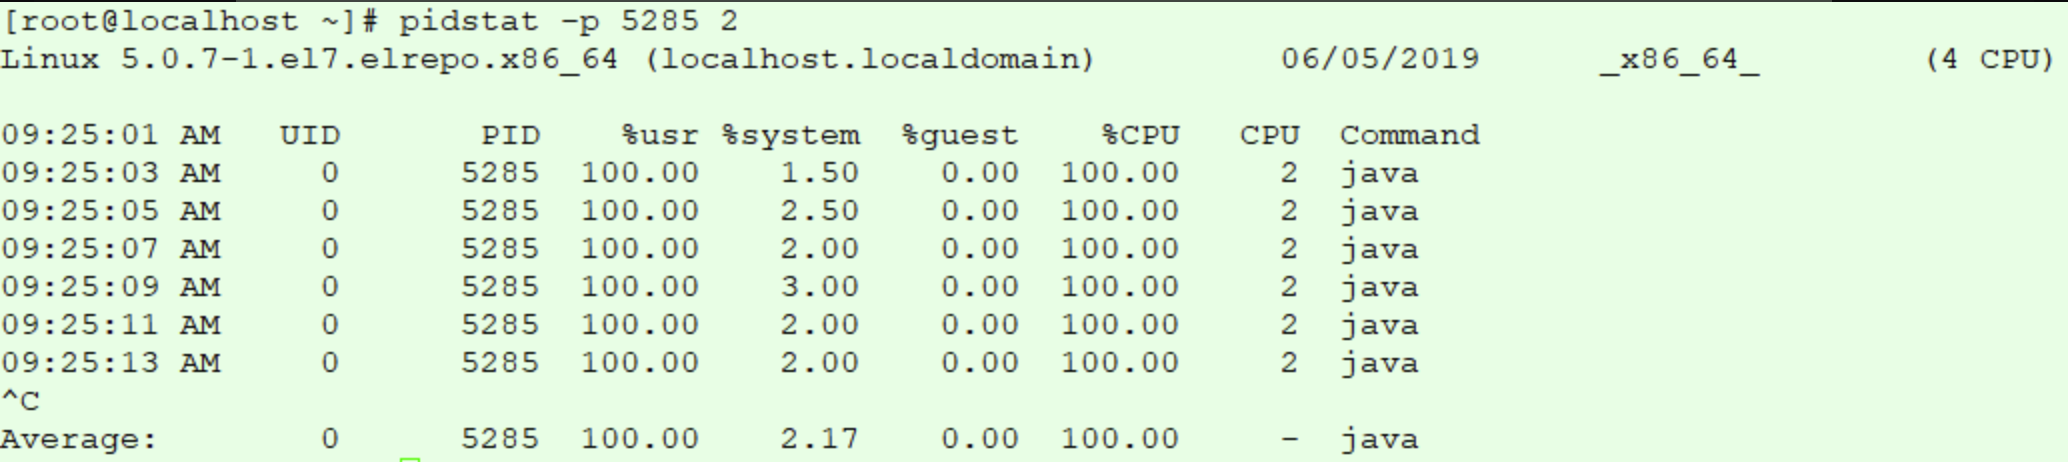 [root@localhost ~]# pidstat -p 5285 2
Linux 5.0.7-1.el7.elrepo.x86_64 (localhost.localdomain) 06/05/2019 _x86_64_ (4 CPU)
09:25:01 AM UID PID %usr %system %guest %CPU CPU Command
09:25:03 AM 0 5285 100.00 1.50 0.00 100.00 2 java
09:25:05 AM 0 5285 100.00 2.50 0.00 100.00 2 java
09:25:07 AM 0 5285 100.00 2.00 0.00 100.00 2 java
09:25:09 AM 0 5285 100.00 3.00 0.00 100.00 2 java
09:25:11 AM 0 5285 100.00 2.00 0.00 100.00 2 java
09:25:13 AM 0 5285 100.00 2.00 0.00 100.00 2 java
^C
Average: 0 5285 100.00 2.17 0.00 100.00 - java